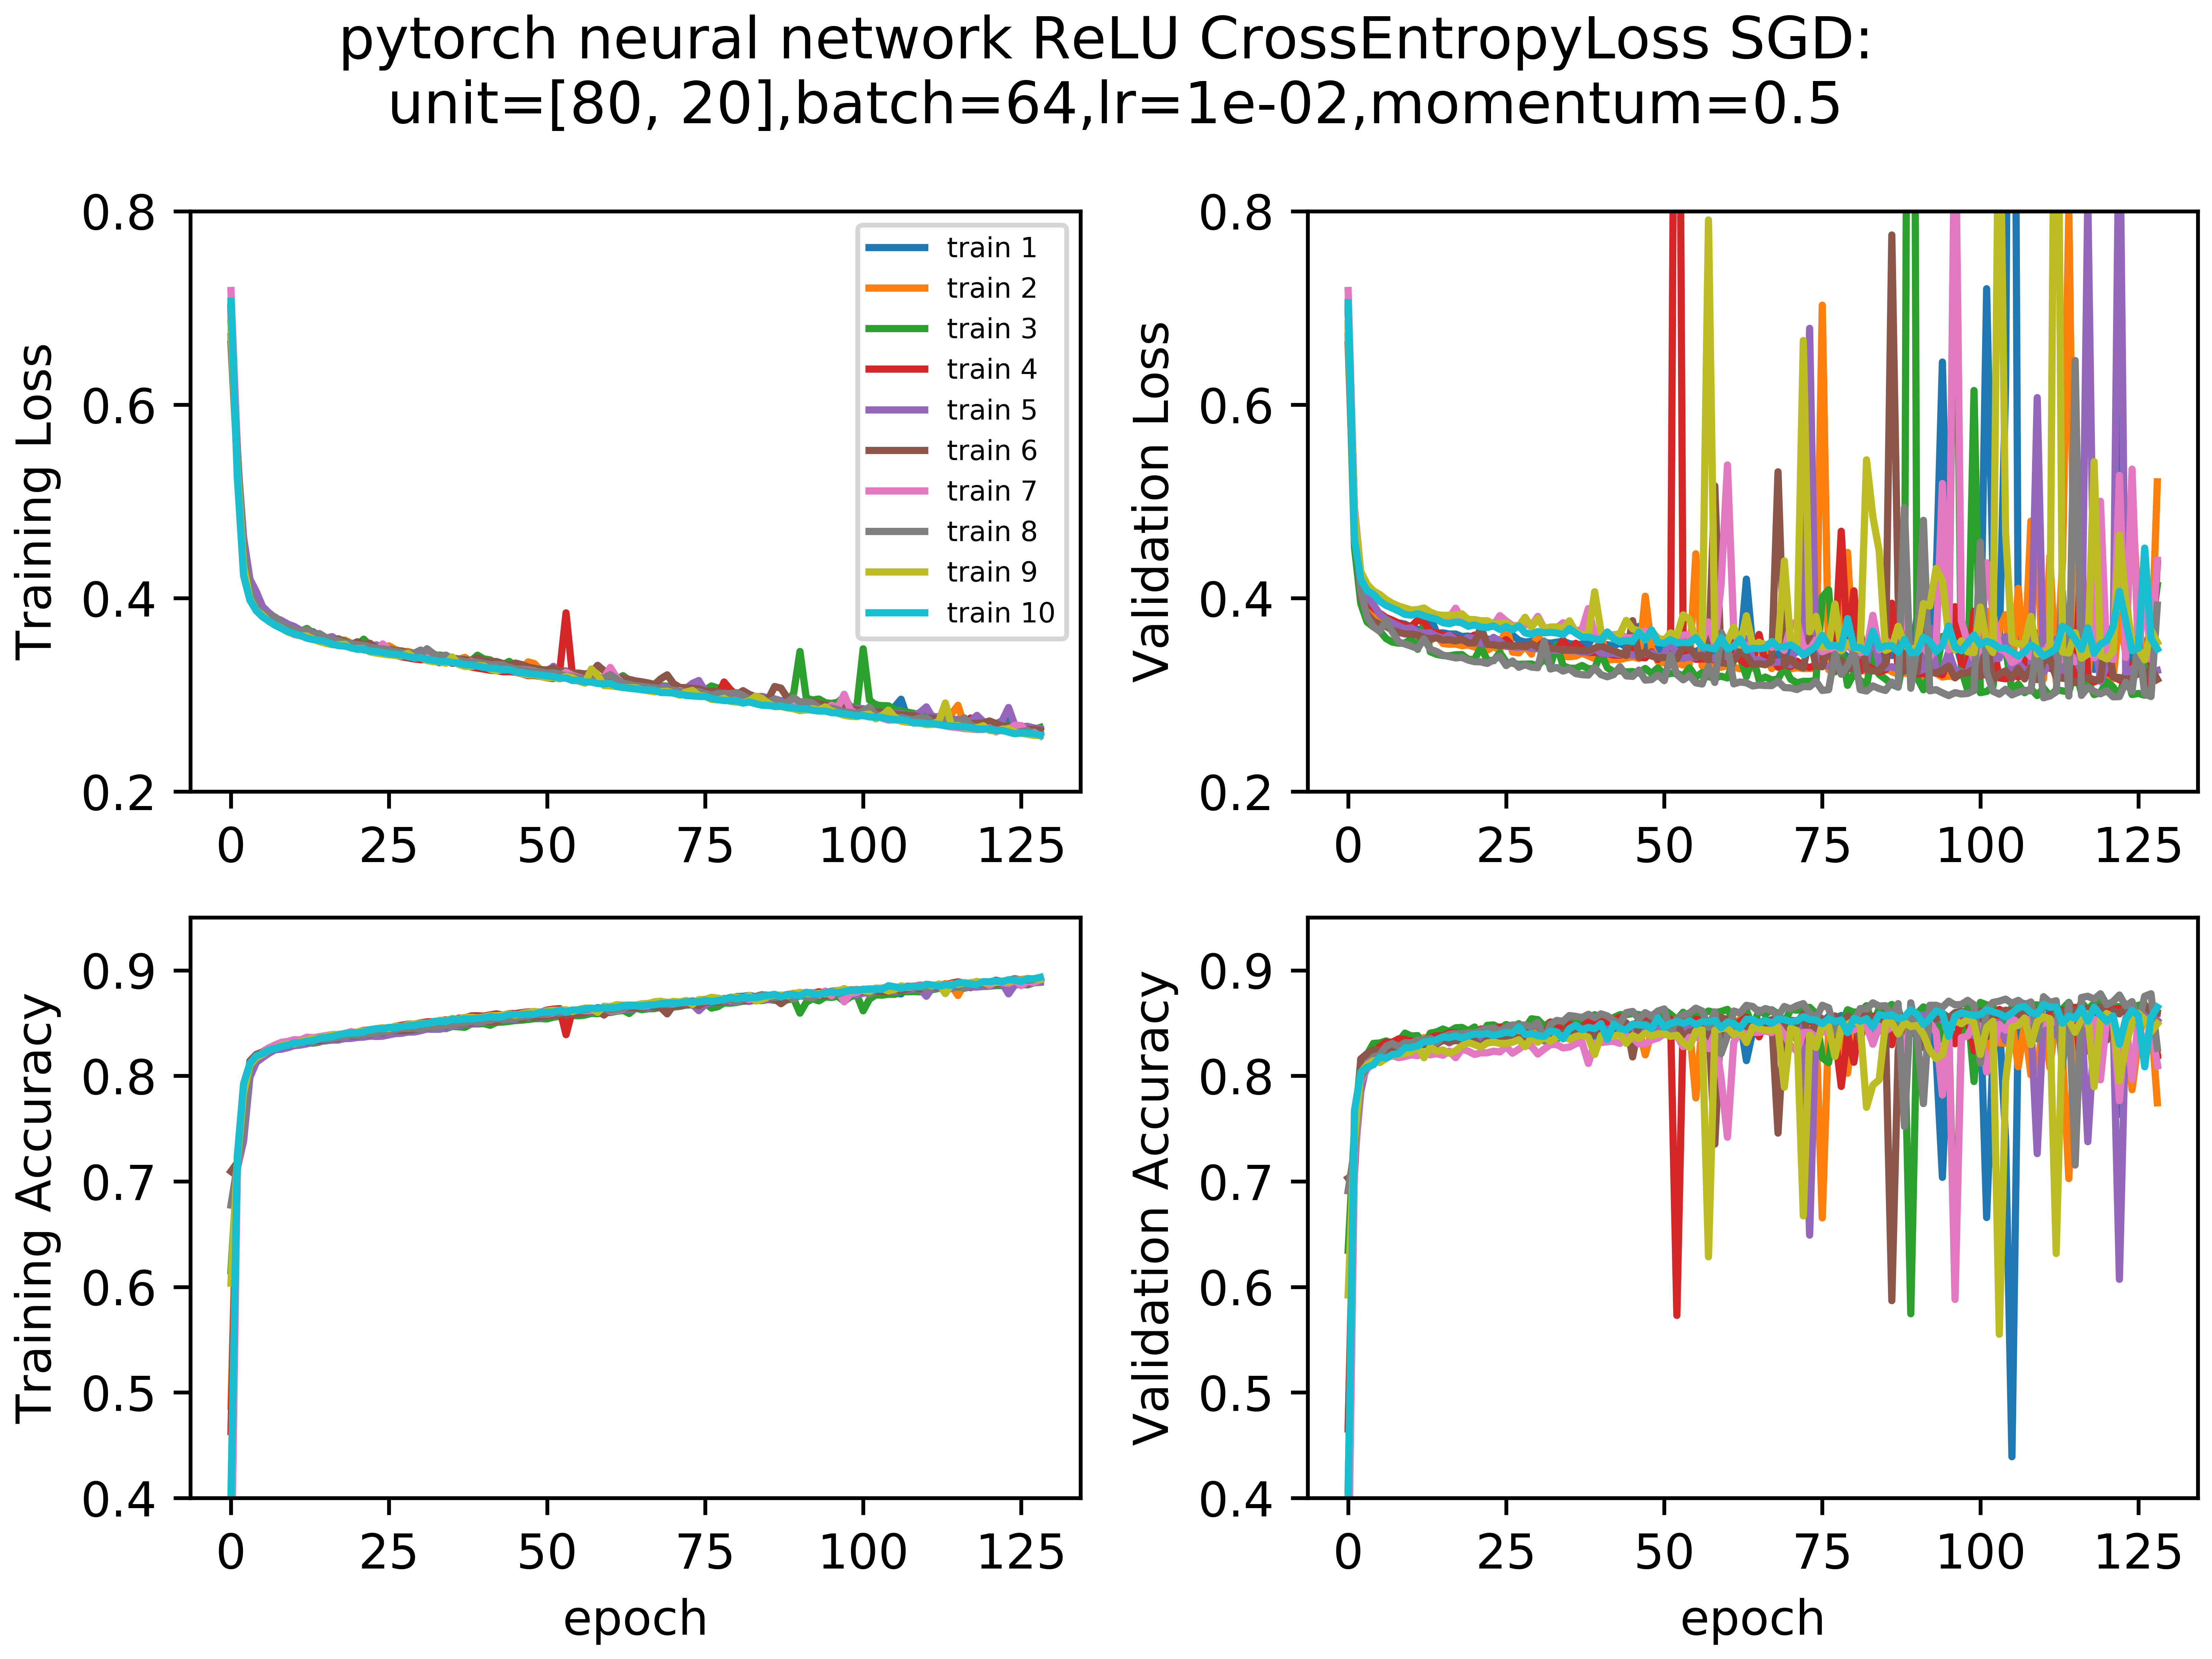 pytorch neural network ReLU CrossEntropyLoss SGD:
unit=[80, 20],batch=64,lr=1e-02,momentum=0.5
Training Loss
0.8
0.6
0.4
0.2
0
25
50
75
100
125
train 1
train 2
train 3
train 4
train 5
train 6
train 7
train 8
train 9
train 10
Validation Loss
0.8
0.6
0.4
0.2
0
25
50
75
100
125
Training Accuracy
0.9
0.8
0.7
0.6
0.5
0.4
0
25
50
75
100
125
epoch
Validation Accuracy
0.9
0.8
0.7
0.6
0.5
0.4
0
25
50
75
100
125
epoch